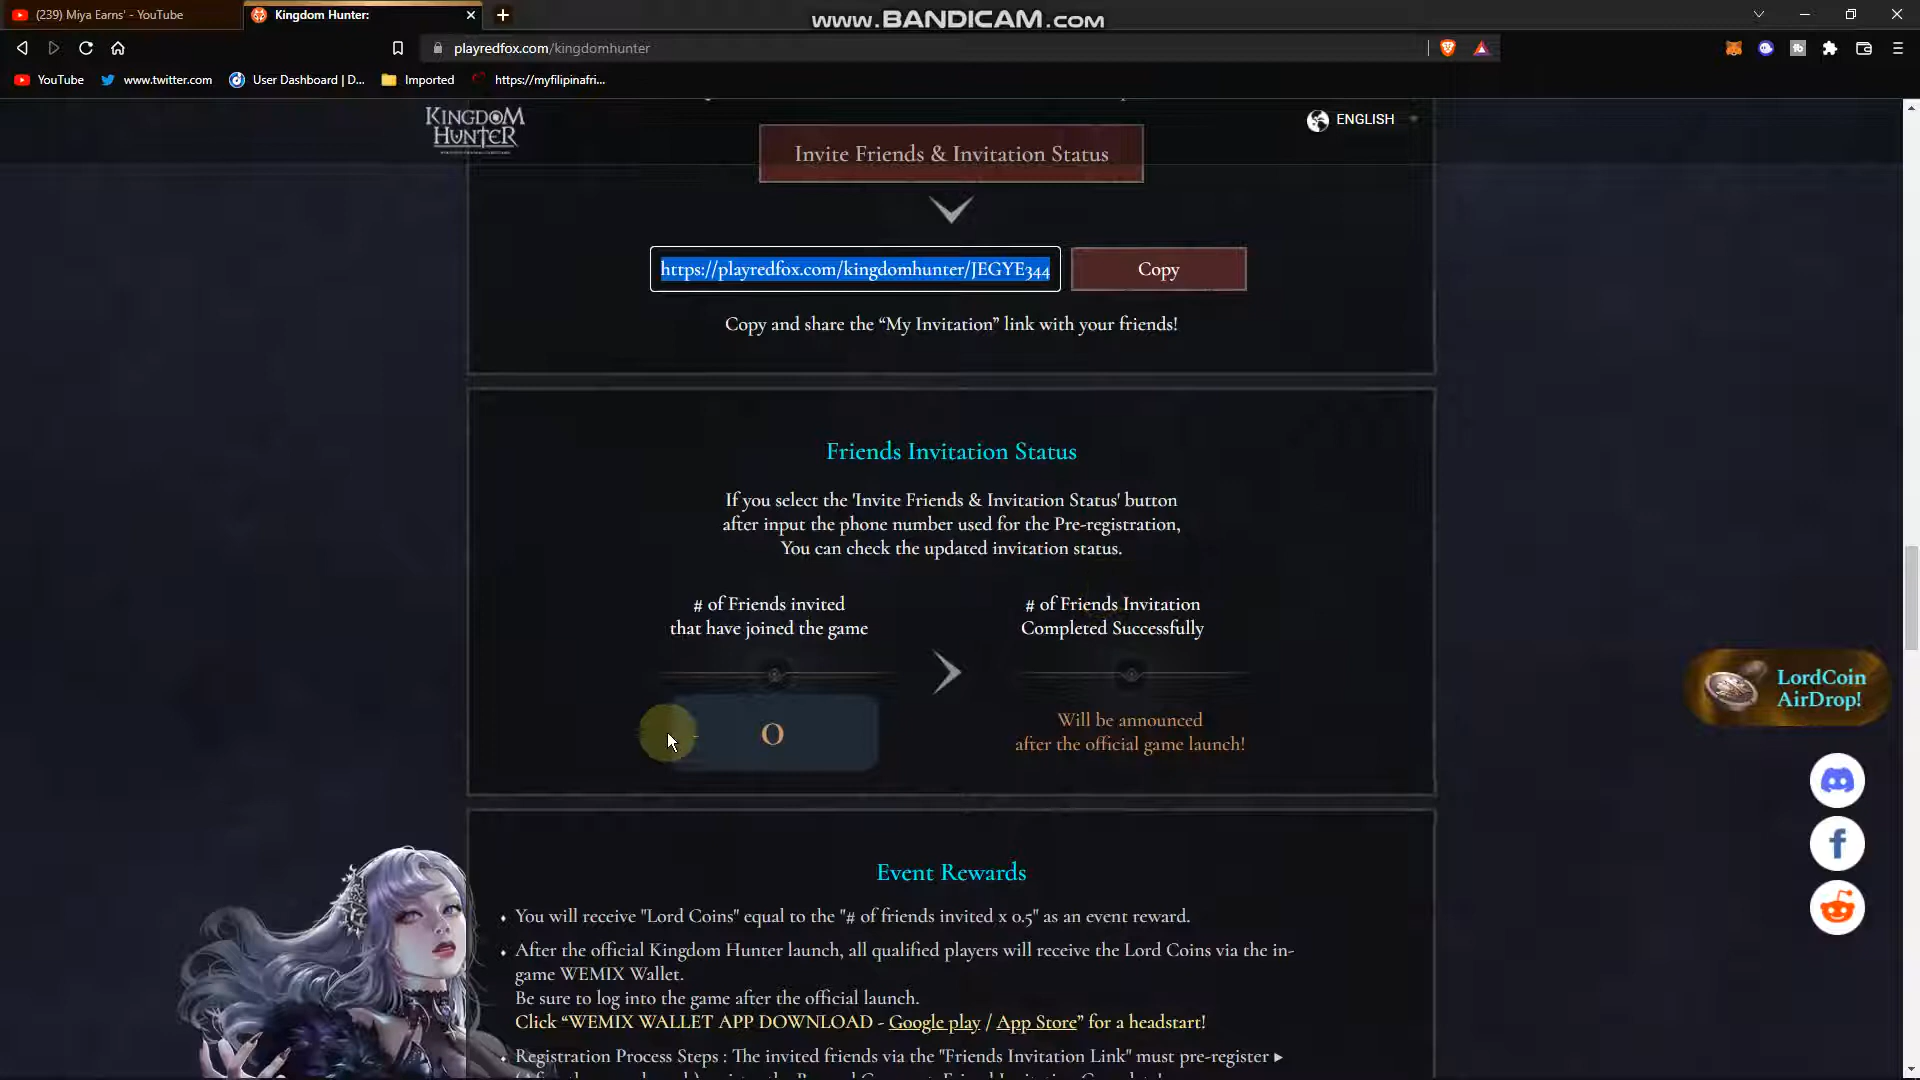 (239) Miya Earns' - YouTube
Kingdom Hunter:
www.BANDICAM.com
playredfox.com/kingdomhunter
YouTube
www.twitter.com
User Dashboard | D...
Imported
https://myfilipinafri...
KINGDOM
HUNTER
ENGLISH
Invite Friends & Invitation Status
https://playredfox.com/kingdomhunter/JEGYE344
Copy
Copy and share the “My Invitation” link with your friends!
Friends Invitation Status
If you select the 'Invite Friends & Invitation Status' button
after input the phone number used for the Pre-registration,
You can check the updated invitation status.
# of Friends invited
that have joined the game
# of Friends Invitation
Completed Successfully
0
Will be announced
after the official game launch!
LordCoin
AirDrop!
Event Rewards
You will receive "Lord Coins" equal to the "# of friends invited x 0.5" as an event reward.
After the official Kingdom Hunter launch, all qualified players will receive the Lord Coins via the in-
game WEMIX Wallet.
Be sure to log into the game after the official launch.
Click “WEMIX WALLET APP DOWNLOAD - Google play / App Store” for a headstart!
Registration Process Steps : The invited friends via the "Friends Invitation Link" must pre-register ▸